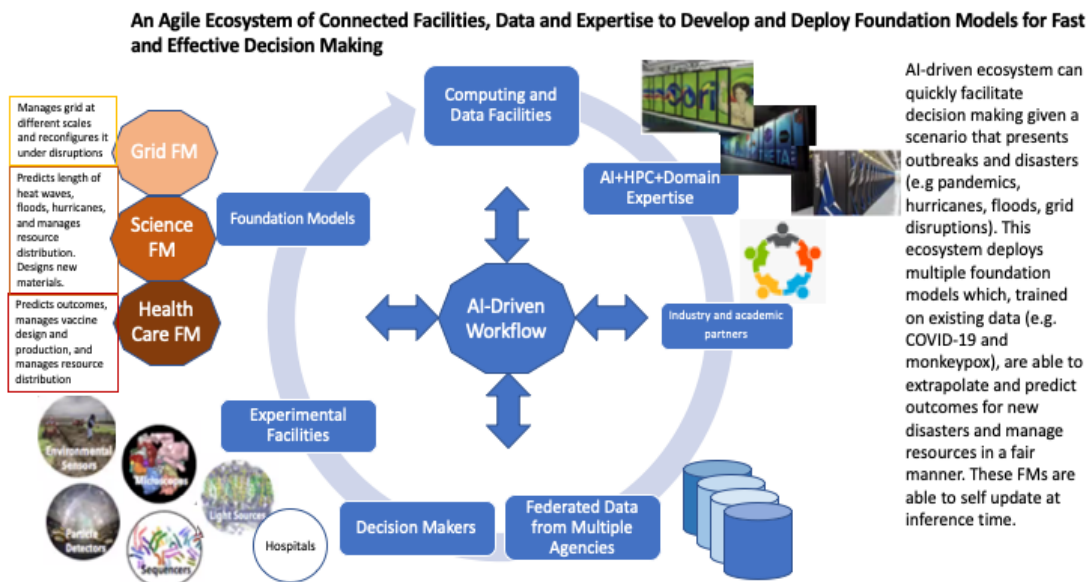 An Agile Ecosystem of Connected Facilities, Data and Expertise to Develop and Deploy Foundation Models for Fast
and Effective Decision Making
Manages grid at
different scales
and reconfigures it
under disruptions
Grid FM
Predicts length of
heat waves,
floods, hurricanes,
and manages
resource
distribution.
Designs new
materials.
Science
FM
Predicts outcomes,
manages vaccine
design and
production, and
manages resource
distribution
Health
Care FM
Foundation Models
Computing and
Data Facilities
AI+HPC+Domain
Expertise
Industry and academic
partners
AI-Driven
Workflow
Experimental
Facilities
Decision Makers
Federated Data
from Multiple
Agencies
Environmental
Sensors
Microscopes
Light Sources
Particle
Detectors
Sequencers
Hospitals
AI-driven ecosystem can
quickly facilitate
decision making given a
scenario that presents
outbreaks and disasters
(e.g pandemics,
hurricanes, floods, grid
disruptions). This
ecosystem deploys
multiple foundation
models which, trained
on existing data (e.g.
COVID-19 and
monkeypox), are able to
extrapolate and predict
outcomes for new
disasters and manage
resources in a fair
manner. These FMs are
able to self update at
inference time.